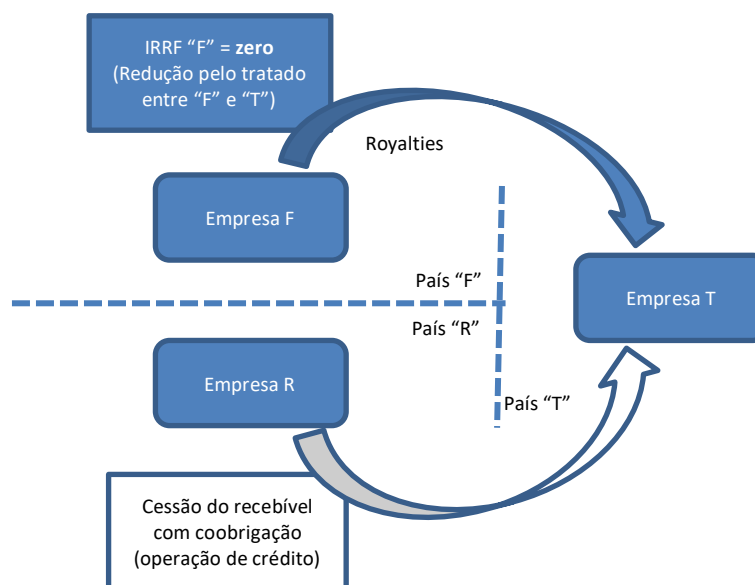 IRRF “F” = zero
(Redução pelo tratado
entre “F” e “T”)
Royalties
Empresa F
País “F”
Empresa T
País “R”
Empresa R
País “T”
Cessão do recebível
com coobrigação
(operação de crédito)